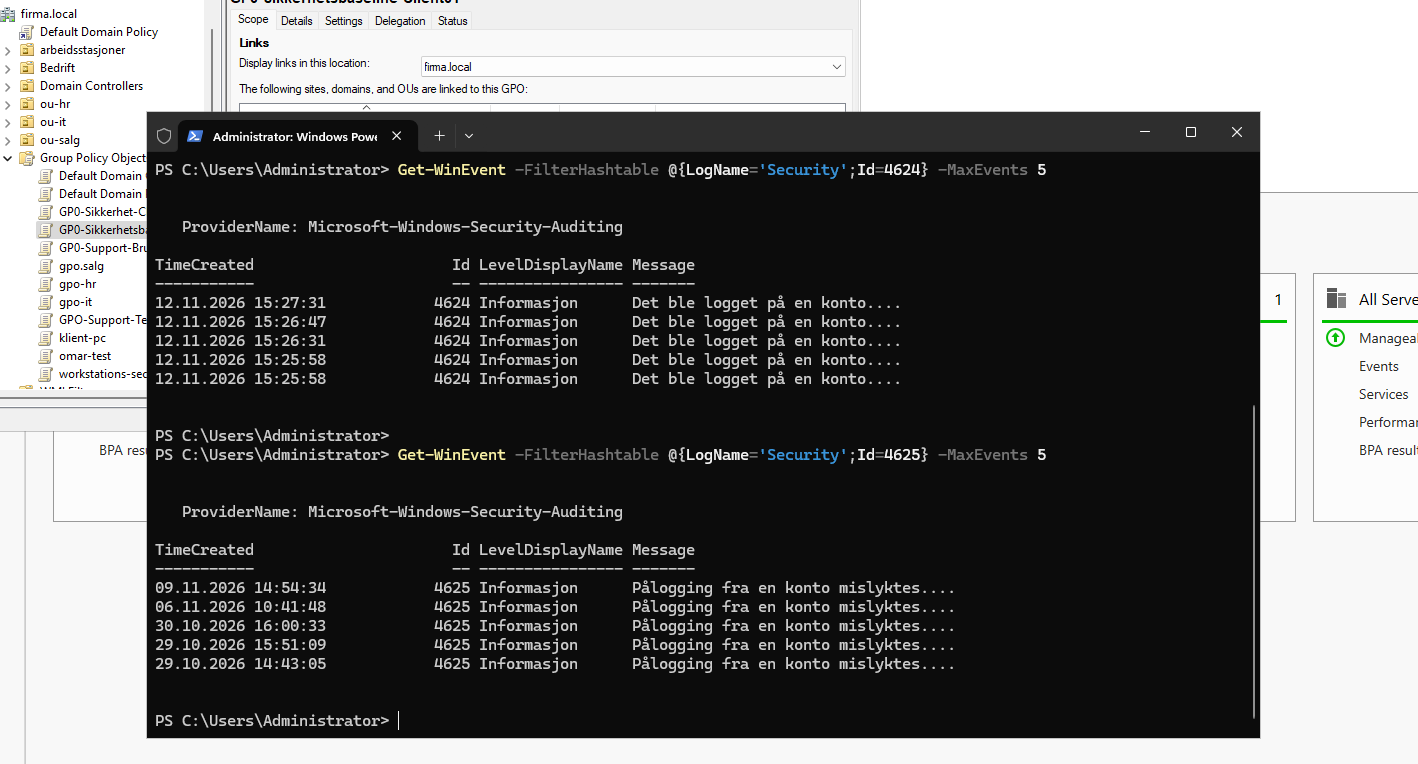 firma.local
Default Domain Policy
arbeidsstasjoner
Bedrift
Domain Controllers
ou-hr
ou-it
ou-salg
Group Policy Object
Default Domain
Default Domain
GP0-Sikkerhet-C
GP0-Sikkerhetsba
GP0-Support-Bru
gpo.salg
gpo-hr
gpo-it
GPO-Support-Te
klient-pc
omar-test
workstations-sec
GP0-Sikkerhetsbaseline-Client01
Scope Details Settings Delegation Status
Links
Display links in this location: firma.local
The following sites, domains, and OUs are linked to this GPO:
Administrator: Windows Powe
PS C:\Users\Administrator> Get-WinEvent -FilterHashtable @{LogName='Security';Id=4624} -MaxEvents 5
ProviderName: Microsoft-Windows-Security-Auditing
TimeCreated Id LevelDisplayName Message
----------- -- ---------------- -------
12.11.2026 15:27:31 4624 Informasjon Det ble logget på en konto....
12.11.2026 15:26:47 4624 Informasjon Det ble logget på en konto....
12.11.2026 15:26:31 4624 Informasjon Det ble logget på en konto....
12.11.2026 15:25:58 4624 Informasjon Det ble logget på en konto....
12.11.2026 15:25:58 4624 Informasjon Det ble logget på en konto....
PS C:\Users\Administrator>
PS C:\Users\Administrator> Get-WinEvent -FilterHashtable @{LogName='Security';Id=4625} -MaxEvents 5
ProviderName: Microsoft-Windows-Security-Auditing
TimeCreated Id LevelDisplayName Message
----------- -- ---------------- -------
09.11.2026 14:54:34 4625 Informasjon Pålogging fra en konto mislyktes....
06.11.2026 10:41:48 4625 Informasjon Pålogging fra en konto mislyktes....
30.10.2026 16:00:33 4625 Informasjon Pålogging fra en konto mislyktes....
29.10.2026 15:51:09 4625 Informasjon Pålogging fra en konto mislyktes....
29.10.2026 14:43:05 4625 Informasjon Pålogging fra en konto mislyktes....
PS C:\Users\Administrator>
BPA resu
1
All Serve
Manageal
Events
Services
Performar
BPA result